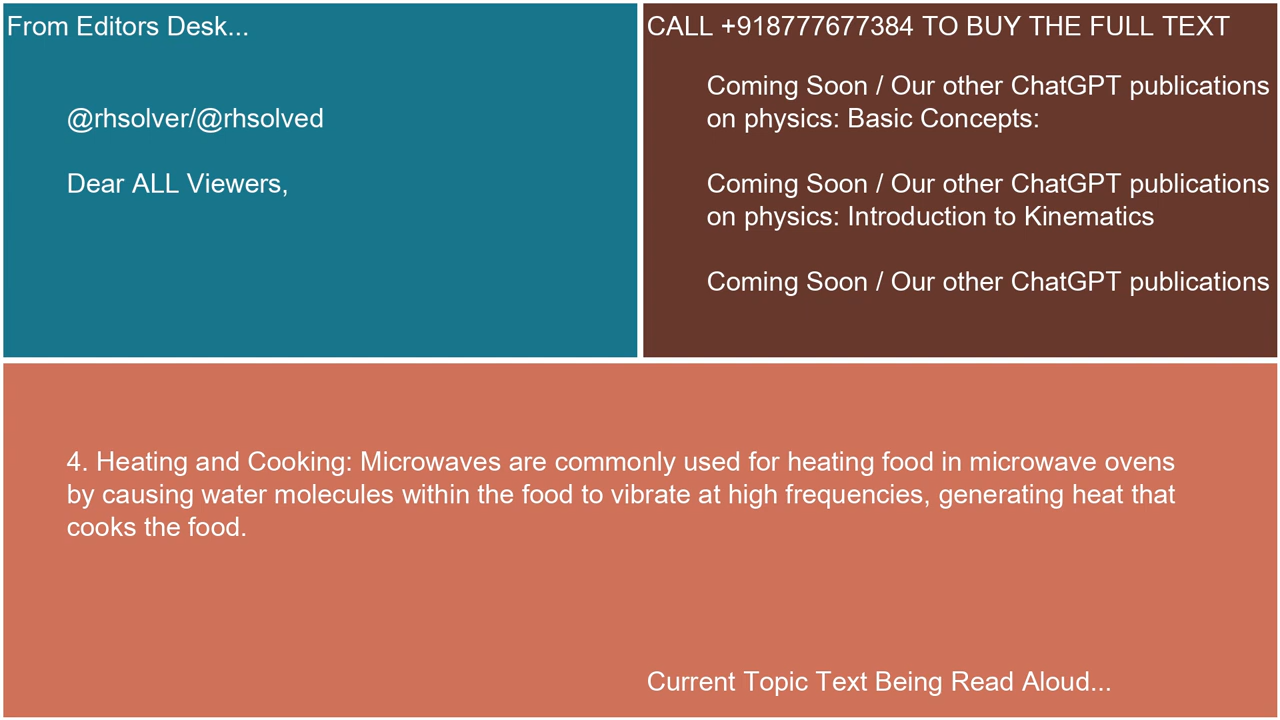 From Editors Desk...
@rhsolver/@rhsolved
Dear ALL Viewers,
CALL +918777677384 TO BUY THE FULL TEXT
Coming Soon / Our other ChatGPT publications
on physics: Basic Concepts:
Coming Soon / Our other ChatGPT publications
on physics: Introduction to Kinematics
Coming Soon / Our other ChatGPT publications
4. Heating and Cooking: Microwaves are commonly used for heating food in microwave ovens
by causing water molecules within the food to vibrate at high frequencies, generating heat that
cooks the food.
Current Topic Text Being Read Aloud...